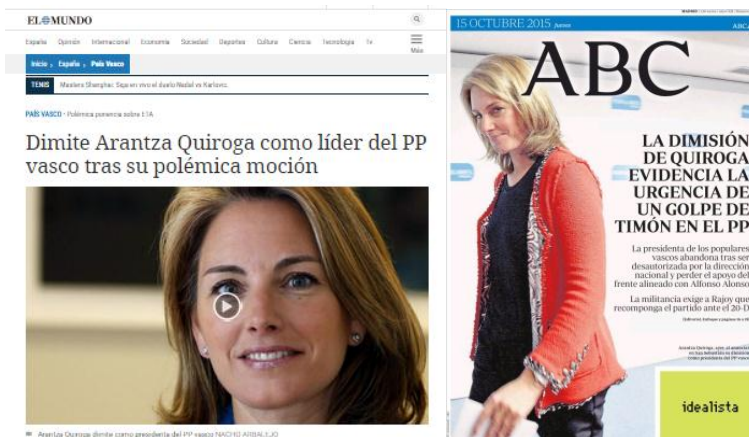 EL MUNDO
España Opinión Internacional Economía Sociedad Deportes Cultura Ciencia Tecnología Tv
Más
Inicio › España › País Vasco
TENIS Masters Shanghai: Siga en vivo el duelo Nadal vs Karlovic.
PAÍS VASCO · Polémica ponencia sobre ETA
Dimite Arantza Quiroga como líder del PP
vasco tras su polémica moción
Arantza Quiroga dimite como presidenta del PP vasco NACHO ARBALEJO
15 OCTUBRE 2015 jueves
ABC
LA DIMISIÓN
DE QUIROGA
EVIDENCIA LA
URGENCIA DE
UN GOLPE DE
TIMÓN EN EL PP
La presidenta de los populares
vascos abandona tras ser
desautorizada por la dirección
nacional y perder el apoyo del
frente alineado con Alfonso Alonso
La militancia exige a Rajoy que
recomponga el partido ante el 20-D
idealista